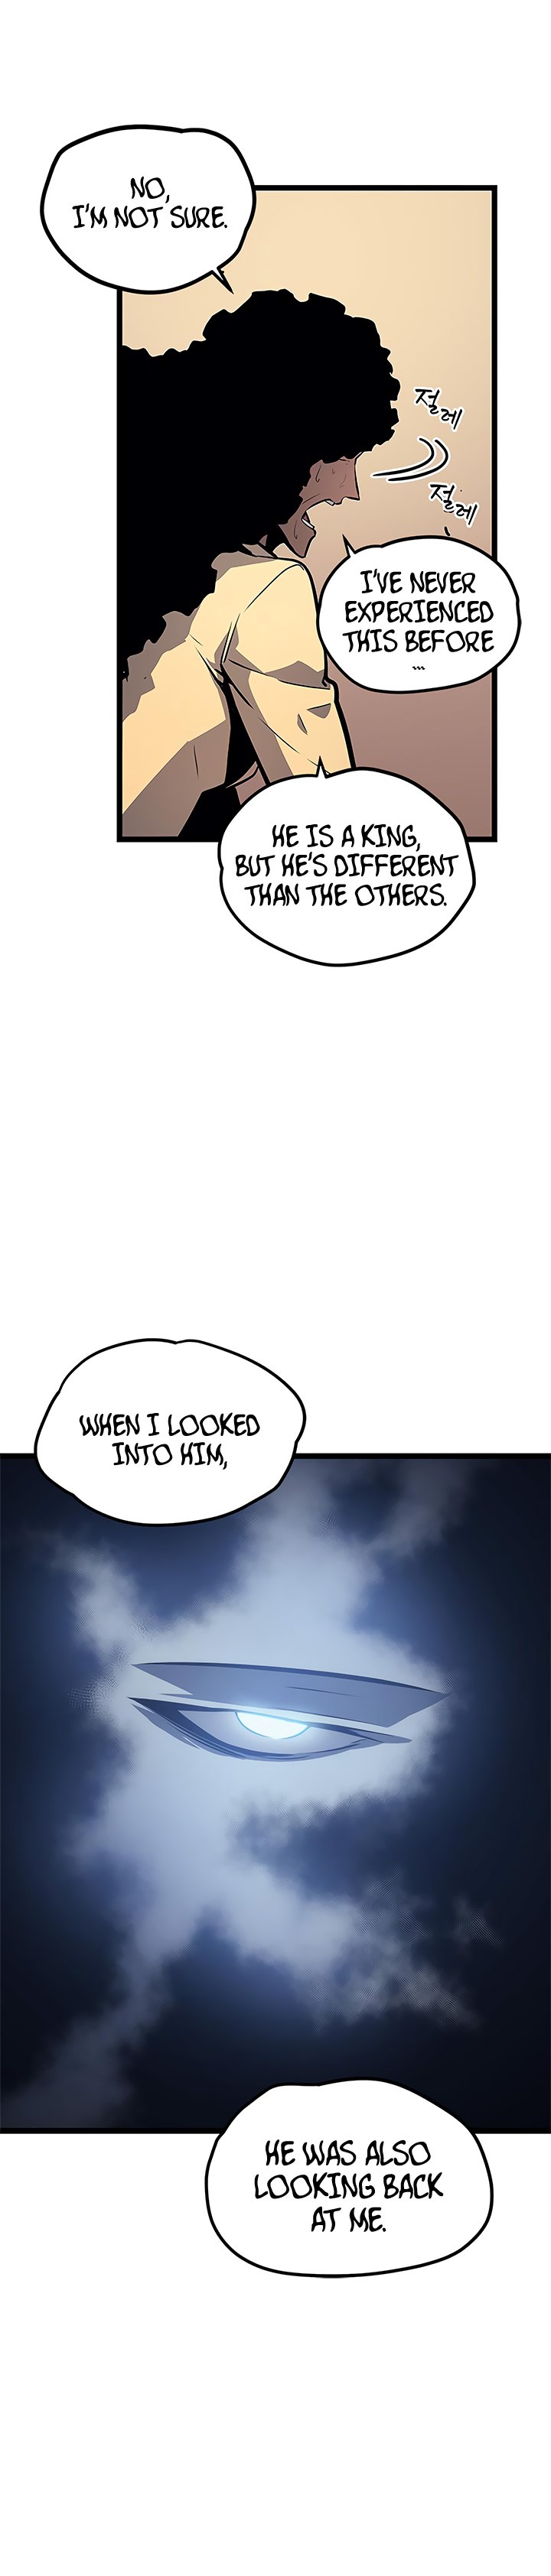 NO,
I'M NOT SURE.
절레
절레
I'VE NEVER
EXPERIENCED
THIS BEFORE
...
HE IS A KING,
BUT HE'S DIFFERENT
THAN THE OTHERS.
WHEN I LOOKED
INTO HIM,
HE WAS ALSO
LOOKING BACK
AT ME.